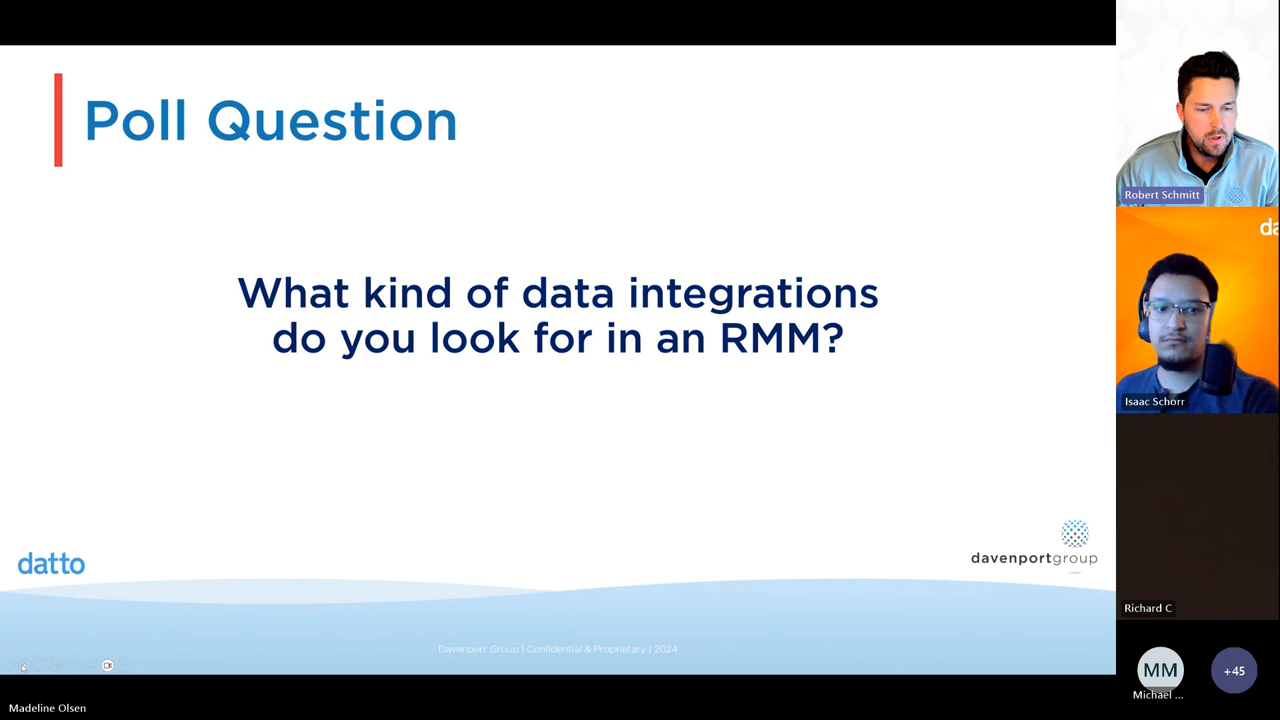 Poll Question
What kind of data integrations
do you look for in an RMM?
datto
davenportgroup
Davenport Group | Confidential & Proprietary | 2024
Madeline Olsen
Robert Schmitt
da
Isaac Schorr
Richard C
MM
Michael ...
+45